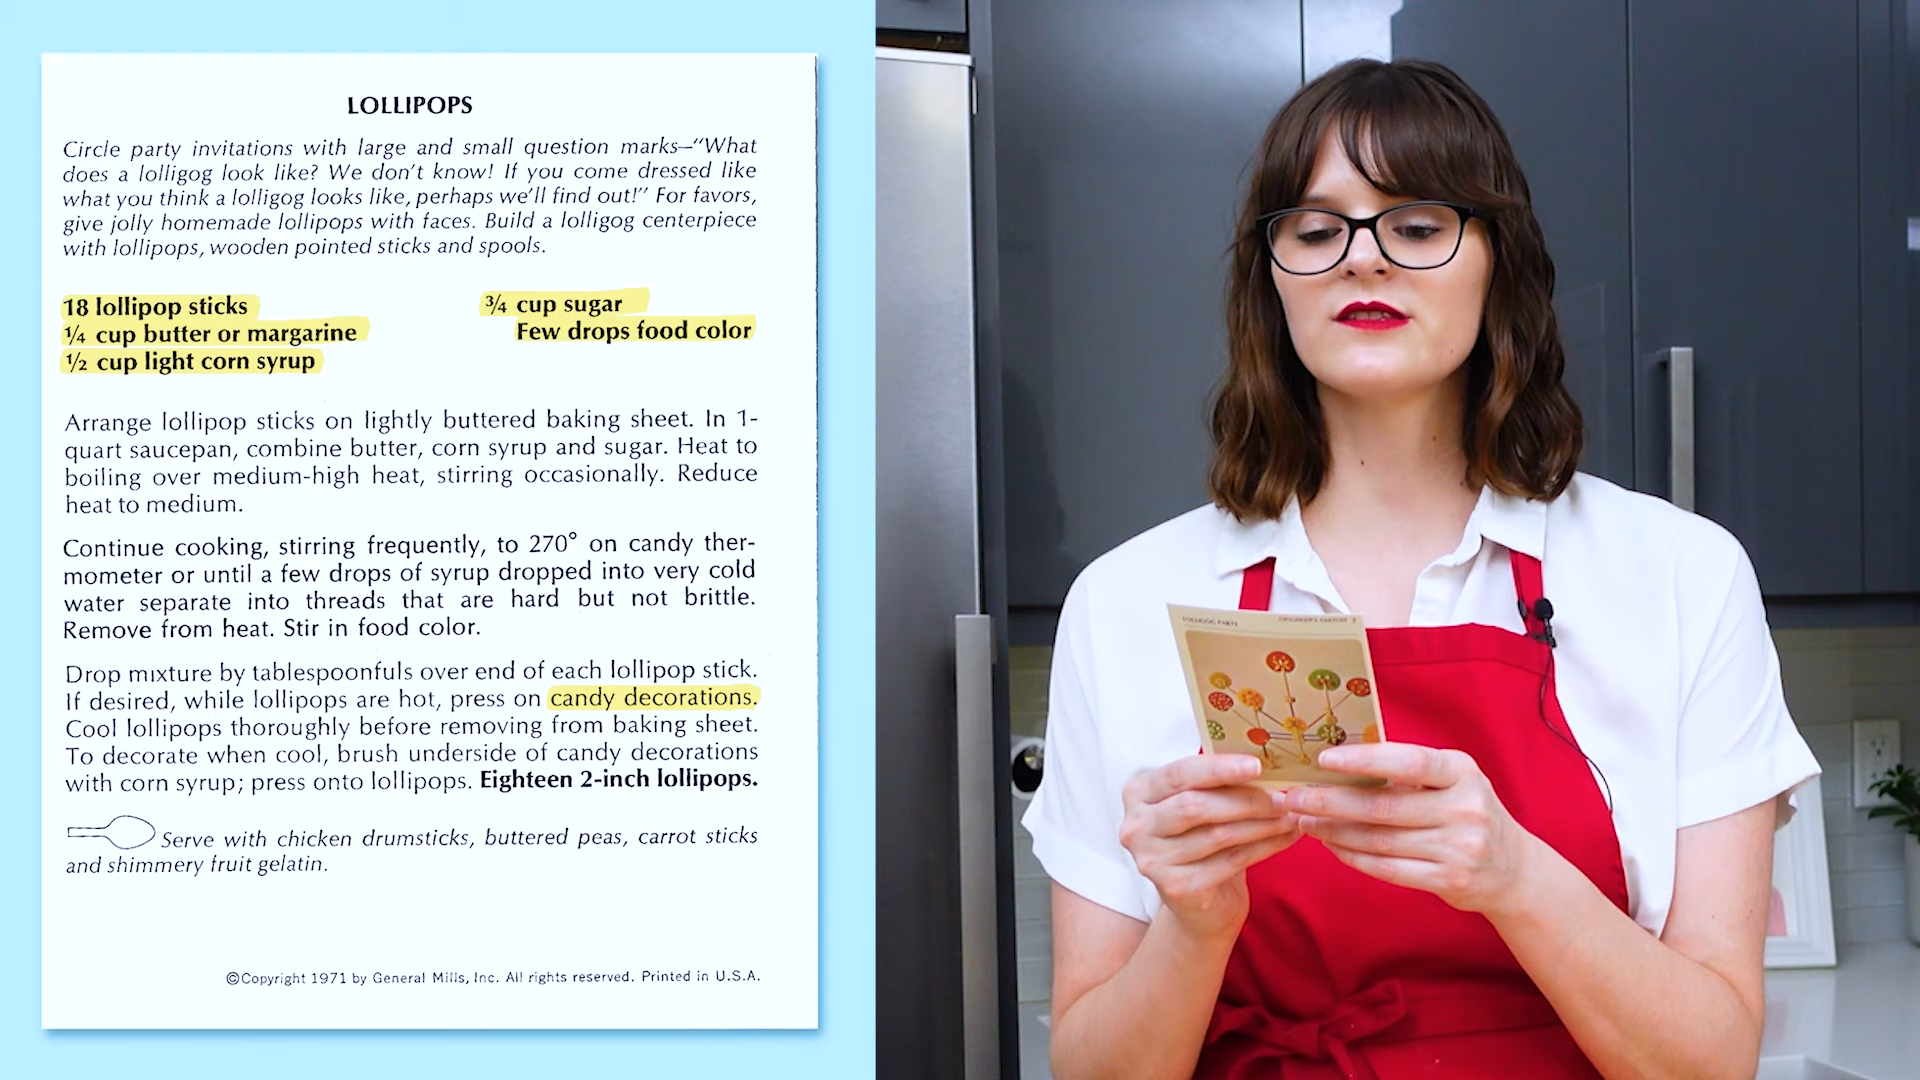 LOLLIPOPS
Circle party invitations with large and small question marks—"What
does a lolligog look like? We don't know! If you come dressed like
what you think a lolligog looks like, perhaps we'll find out!" For favors,
give jolly homemade lollipops with faces. Build a lolligog centerpiece
with lollipops, wooden pointed sticks and spools.
18 lollipop sticks
1/4 cup butter or margarine
1/2 cup light corn syrup
3/4 cup sugar
Few drops food color
Arrange lollipop sticks on lightly buttered baking sheet. In 1-
quart saucepan, combine butter, corn syrup and sugar. Heat to
boiling over medium-high heat, stirring occasionally. Reduce
heat to medium.
Continue cooking, stirring frequently, to 270° on candy ther-
mometer or until a few drops of syrup dropped into very cold
water separate into threads that are hard but not brittle.
Remove from heat. Stir in food color.
Drop mixture by tablespoonfuls over end of each lollipop stick.
If desired, while lollipops are hot, press on candy decorations.
Cool lollipops thoroughly before removing from baking sheet.
To decorate when cool, brush underside of candy decorations
with corn syrup; press onto lollipops. Eighteen 2-inch lollipops.
Serve with chicken drumsticks, buttered peas, carrot sticks
and shimmery fruit gelatin.
©Copyright 1971 by General Mills, Inc. All rights reserved. Printed in U.S.A.
LOLLIGOG PARTY
CHILDREN'S PARTIES 7